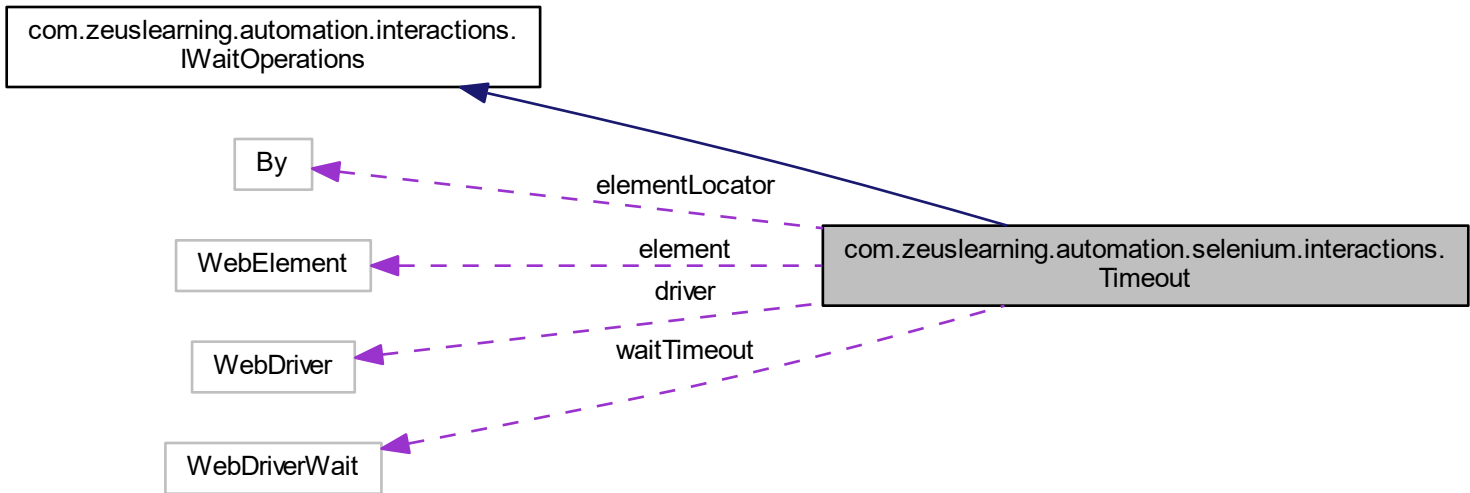 com.zeuslearning.automation.interactions.
IWaitOperations
By
elementLocator
com.zeuslearning.automation.selenium.interactions.
Timeout
WebElement
element
driver
WebDriver
waitTimeout
WebDriverWait